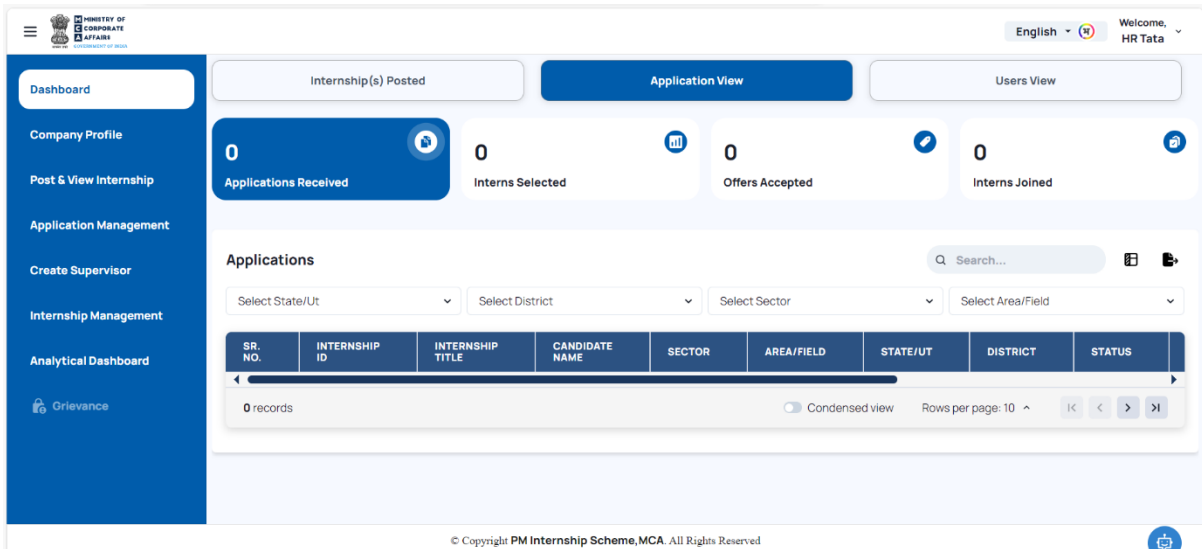 MINISTRY OF
CORPORATE
AFFAIRS
GOVERNMENT OF INDIA
English
Welcome,
HR Tata
Dashboard
Company Profile
Post & View Internship
Application Management
Create Supervisor
Internship Management
Analytical Dashboard
Grievance
Internship(s) Posted
Application View
Users View
0
Applications Received
0
Interns Selected
0
Offers Accepted
0
Interns Joined
Applications
Search...
Select State/Ut
Select District
Select Sector
Select Area/Field
SR. NO.
INTERNSHIP ID
INTERNSHIP TITLE
CANDIDATE NAME
SECTOR
AREA/FIELD
STATE/UT
DISTRICT
STATUS
0 records
Condensed view
Rows per page: 10
© Copyright PM Internship Scheme,MCA. All Rights Reserved